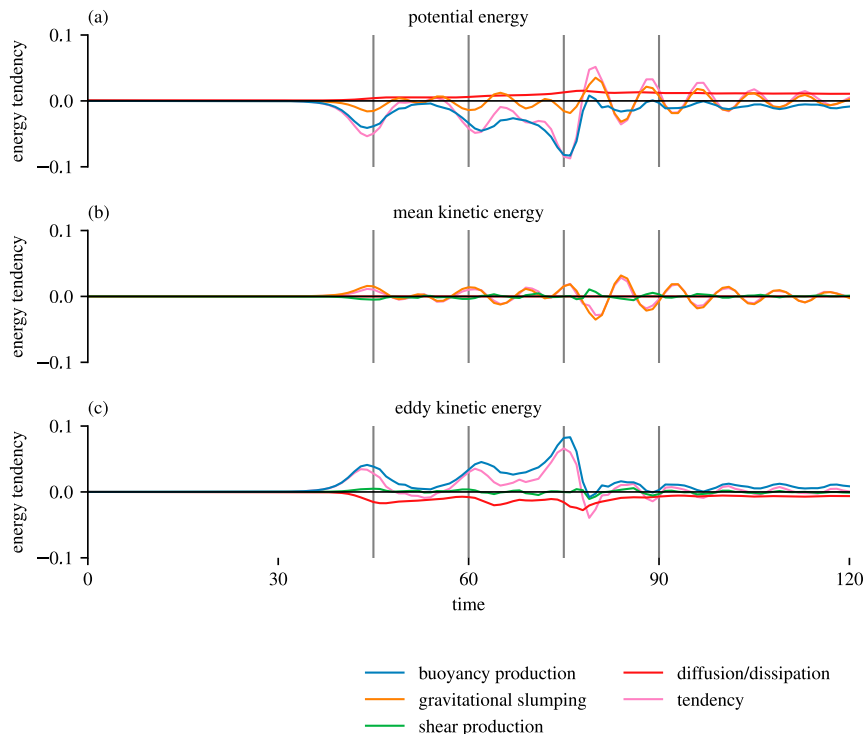 (a) potential energy
0.1
0.0
−0.1
energy tendency
(b) mean kinetic energy
0.1
0.0
−0.1
energy tendency
(c) eddy kinetic energy
0.1
0.0
−0.1
energy tendency
0 30 60 90 120
time
buoyancy production diffusion/dissipation
gravitational slumping tendency
shear production